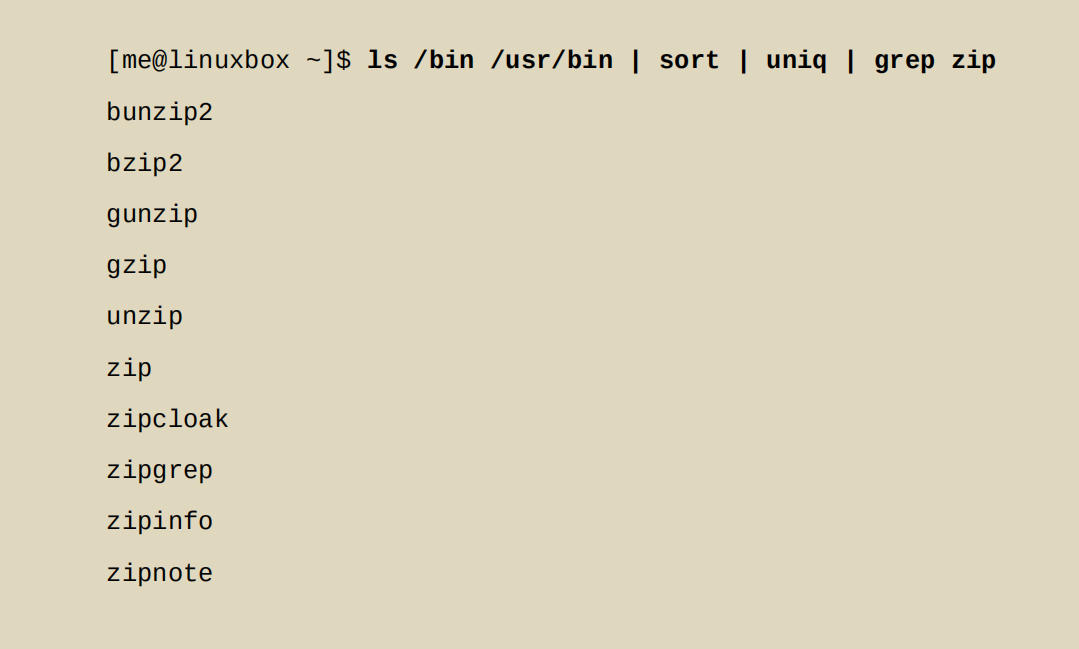 [me@linuxbox ~]$ ls /bin /usr/bin | sort | uniq | grep zip
bunzip2
bzip2
gunzip
gzip
unzip
zip
zipcloak
zipgrep
zipinfo
zipnote